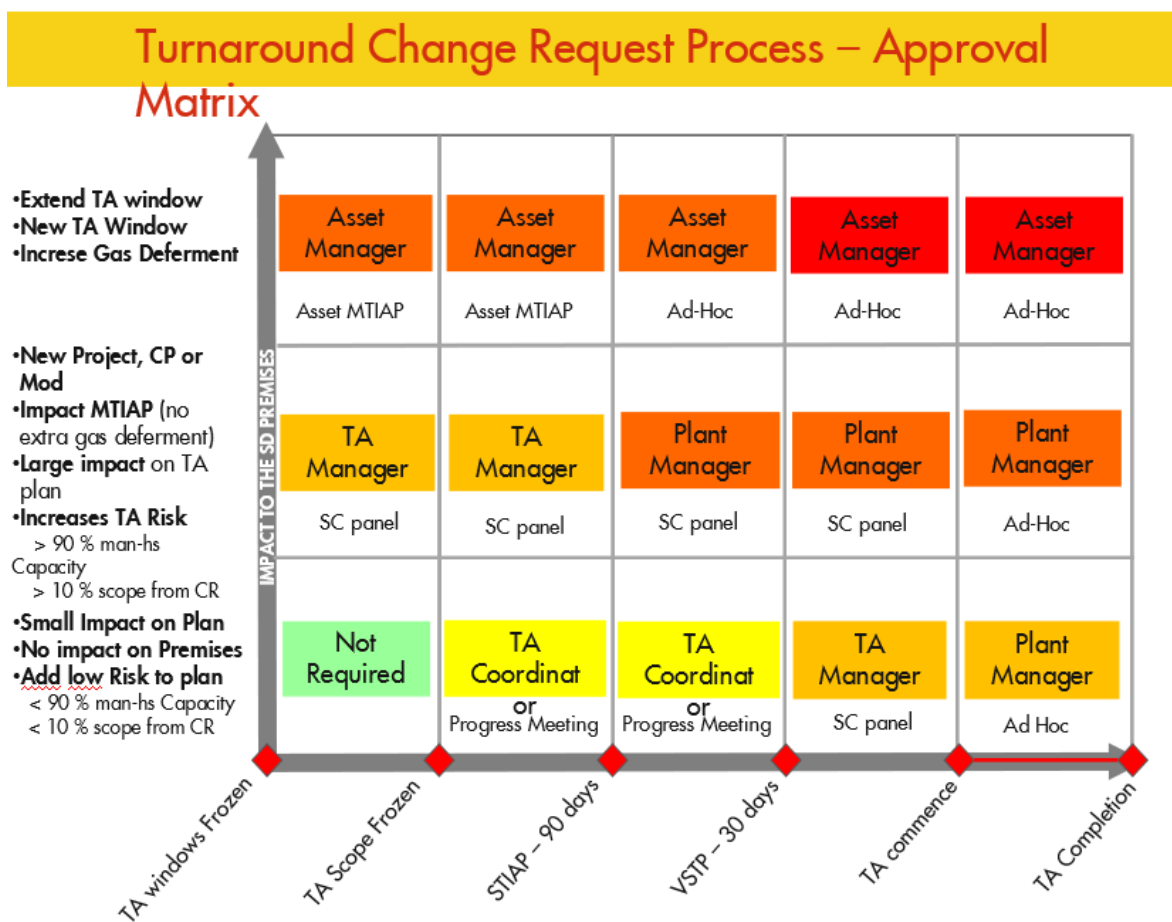 Turnaround Change Request Process – Approval
Matrix
•Extend TA window
•New TA Window
•Increse Gas Deferment
Asset
Manager
Asset MTIAP
Asset
Manager
Asset MTIAP
Asset
Manager
Ad-Hoc
Asset
Manager
Ad-Hoc
Asset
Manager
Ad-Hoc
IMPACT TO THE SD PREMISES
•New Project, CP or
Mod
•Impact MTIAP (no
extra gas deferment)
•Large impact on TA
plan
•Increases TA Risk
> 90 % man-hs
Capacity
> 10 % scope from CR
TA
Manager
SC panel
TA
Manager
SC panel
Plant
Manager
SC panel
Plant
Manager
SC panel
Plant
Manager
Ad-Hoc
•Small Impact on Plan
•No impact on Premises
•Add low Risk to plan
< 90 % man-hs Capacity
< 10 % scope from CR
Not
Required
TA
Coordinat
or
Progress Meeting
TA
Coordinat
or
Progress Meeting
TA
Manager
SC panel
Plant
Manager
Ad Hoc
TA windows Frozen
TA Scope Frozen
STIAP – 90 days
VSTP – 30 days
TA commence
TA Completion